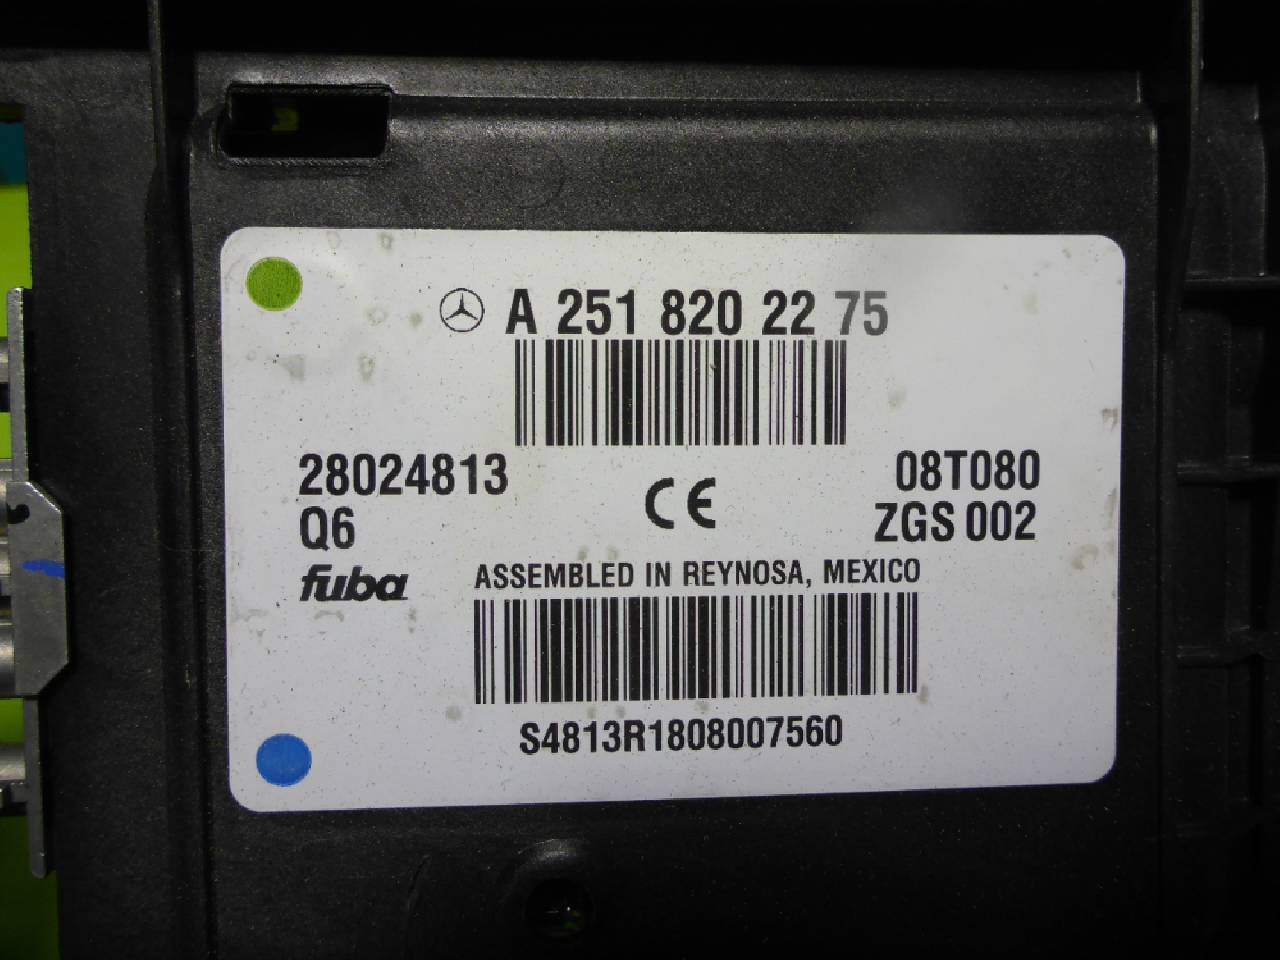 A 251 820 22 75
28024813
08T080
Q6
CE
ZGS 002
fuba
ASSEMBLED IN REYNOSA, MEXICO
S4813R1808007560